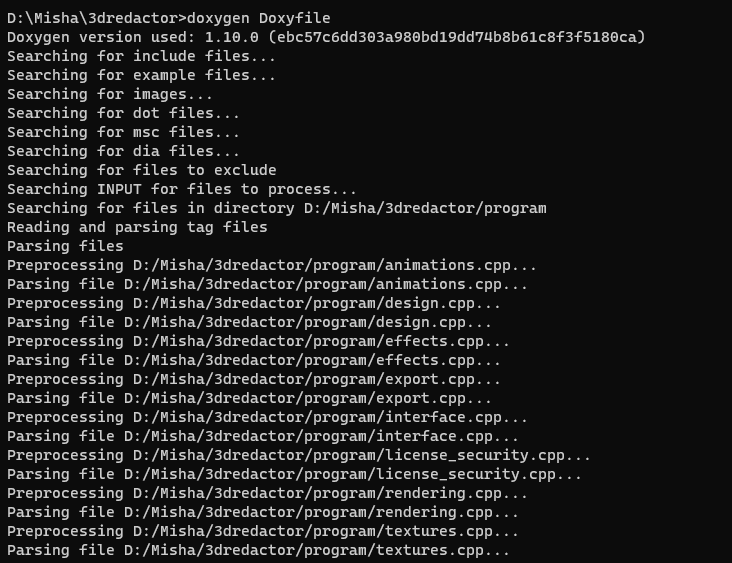 D:\Misha\3dredactor>doxygen Doxyfile
Doxygen version used: 1.10.0 (ebc57c6dd303a980bd19dd74b8b61c8f3f5180ca)
Searching for include files...
Searching for example files...
Searching for images...
Searching for dot files...
Searching for msc files...
Searching for dia files...
Searching for files to exclude
Searching INPUT for files to process...
Searching for files in directory D:/Misha/3dredactor/program
Reading and parsing tag files
Parsing files
Preprocessing D:/Misha/3dredactor/program/animations.cpp...
Parsing file D:/Misha/3dredactor/program/animations.cpp...
Preprocessing D:/Misha/3dredactor/program/design.cpp...
Parsing file D:/Misha/3dredactor/program/design.cpp...
Preprocessing D:/Misha/3dredactor/program/effects.cpp...
Parsing file D:/Misha/3dredactor/program/effects.cpp...
Preprocessing D:/Misha/3dredactor/program/export.cpp...
Parsing file D:/Misha/3dredactor/program/export.cpp...
Preprocessing D:/Misha/3dredactor/program/interface.cpp...
Parsing file D:/Misha/3dredactor/program/interface.cpp...
Preprocessing D:/Misha/3dredactor/program/license_security.cpp...
Parsing file D:/Misha/3dredactor/program/license_security.cpp...
Preprocessing D:/Misha/3dredactor/program/rendering.cpp...
Parsing file D:/Misha/3dredactor/program/rendering.cpp...
Preprocessing D:/Misha/3dredactor/program/textures.cpp...
Parsing file D:/Misha/3dredactor/program/textures.cpp...